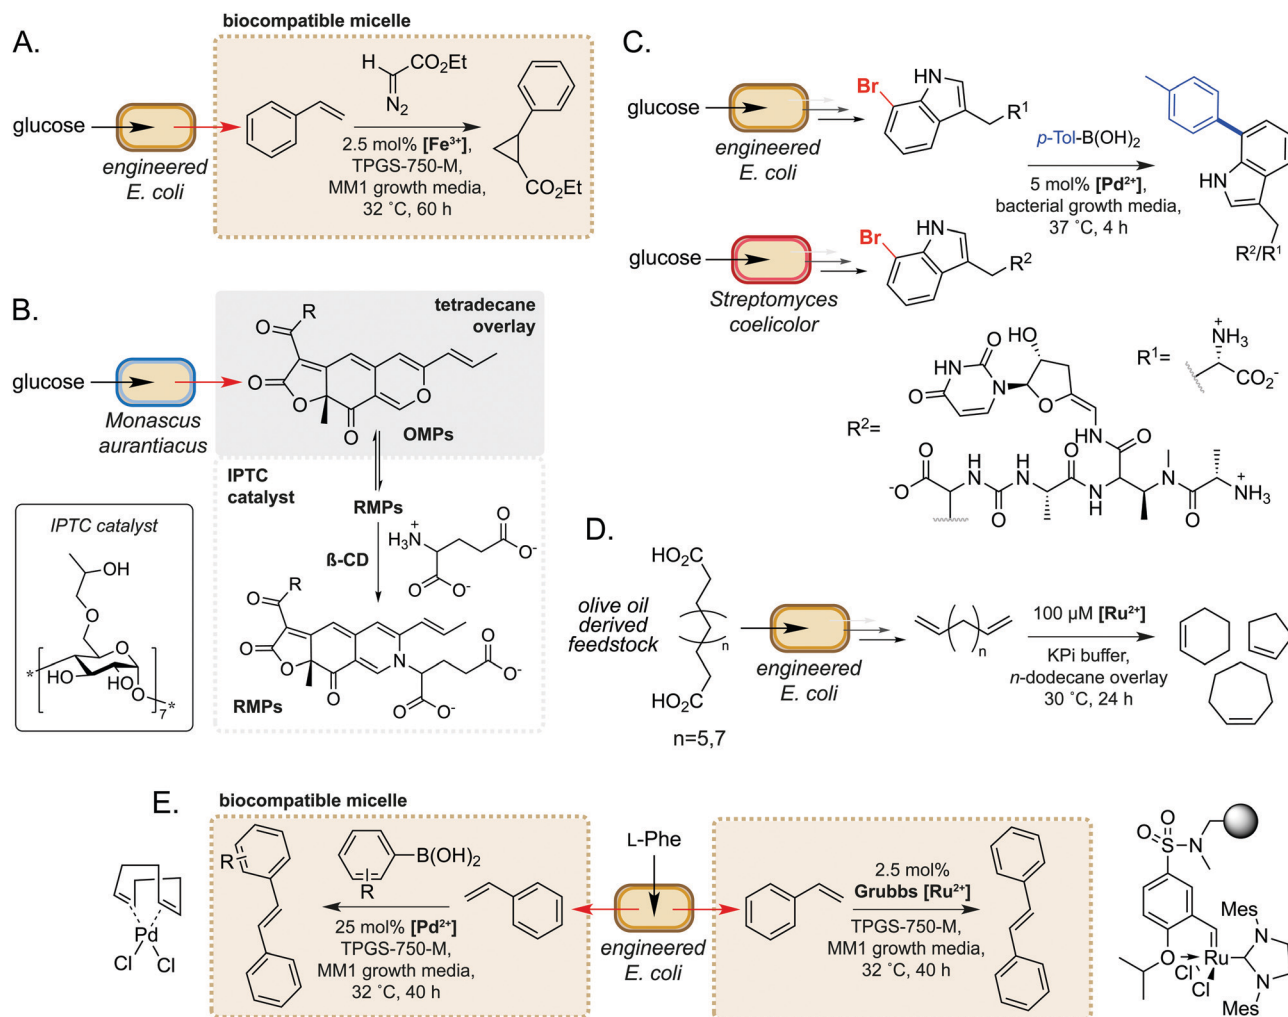 A.
biocompatible micelle
glucose
engineered
E. coli
H
CO₂Et
N₂
2.5 mol% [Fe³⁺],
TPGS-750-M,
MM1 growth media,
32 ˚C, 60 h
CO₂Et
B.
glucose
Monascus
aurantiacus
tetradecane
overlay
R
O
O
O
O
O
OMPs
IPTC
catalyst
RMPs
ß-CD
+
H₃N
O
O⁻
O
O⁻
R
O
O
O
O
N
O
O⁻
O
O⁻
RMPs
IPTC catalyst
OH
O
O
HO
HO
O
*
*
7
C.
glucose
engineered
E. coli
Br
HN
R¹
glucose
Streptomyces
coelicolor
Br
HN
R²
p-Tol-B(OH)₂
5 mol% [Pd²⁺],
bacterial growth media,
37 ˚C, 4 h
HN
R²/R¹
R¹=
+
NH₃
CO₂⁻
R²=
HO
O
HN
N
O
O
HN
O
O
⁻O
H
N
O
H
N
O
N
H
O
N
O
+
NH₃
D.
olive oil
derived
feedstock
HO₂C
n
HO₂C
n=5,7
engineered
E. coli
n
100 µM [Ru²⁺]
KPi buffer,
n-dodecane overlay
30 ˚C, 24 h
E.
biocompatible micelle
Pd
Cl
Cl
R
B(OH)₂
R
25 mol% [Pd²⁺]
TPGS-750-M,
MM1 growth media,
32 ˚C, 40 h
L-Phe
engineered
E. coli
2.5 mol%
Grubbs [Ru²⁺]
TPGS-750-M,
MM1 growth media,
32 ˚C, 40 h
O
O
S
N
Mes
N
O
Ru
N
Cl
Cl
Mes